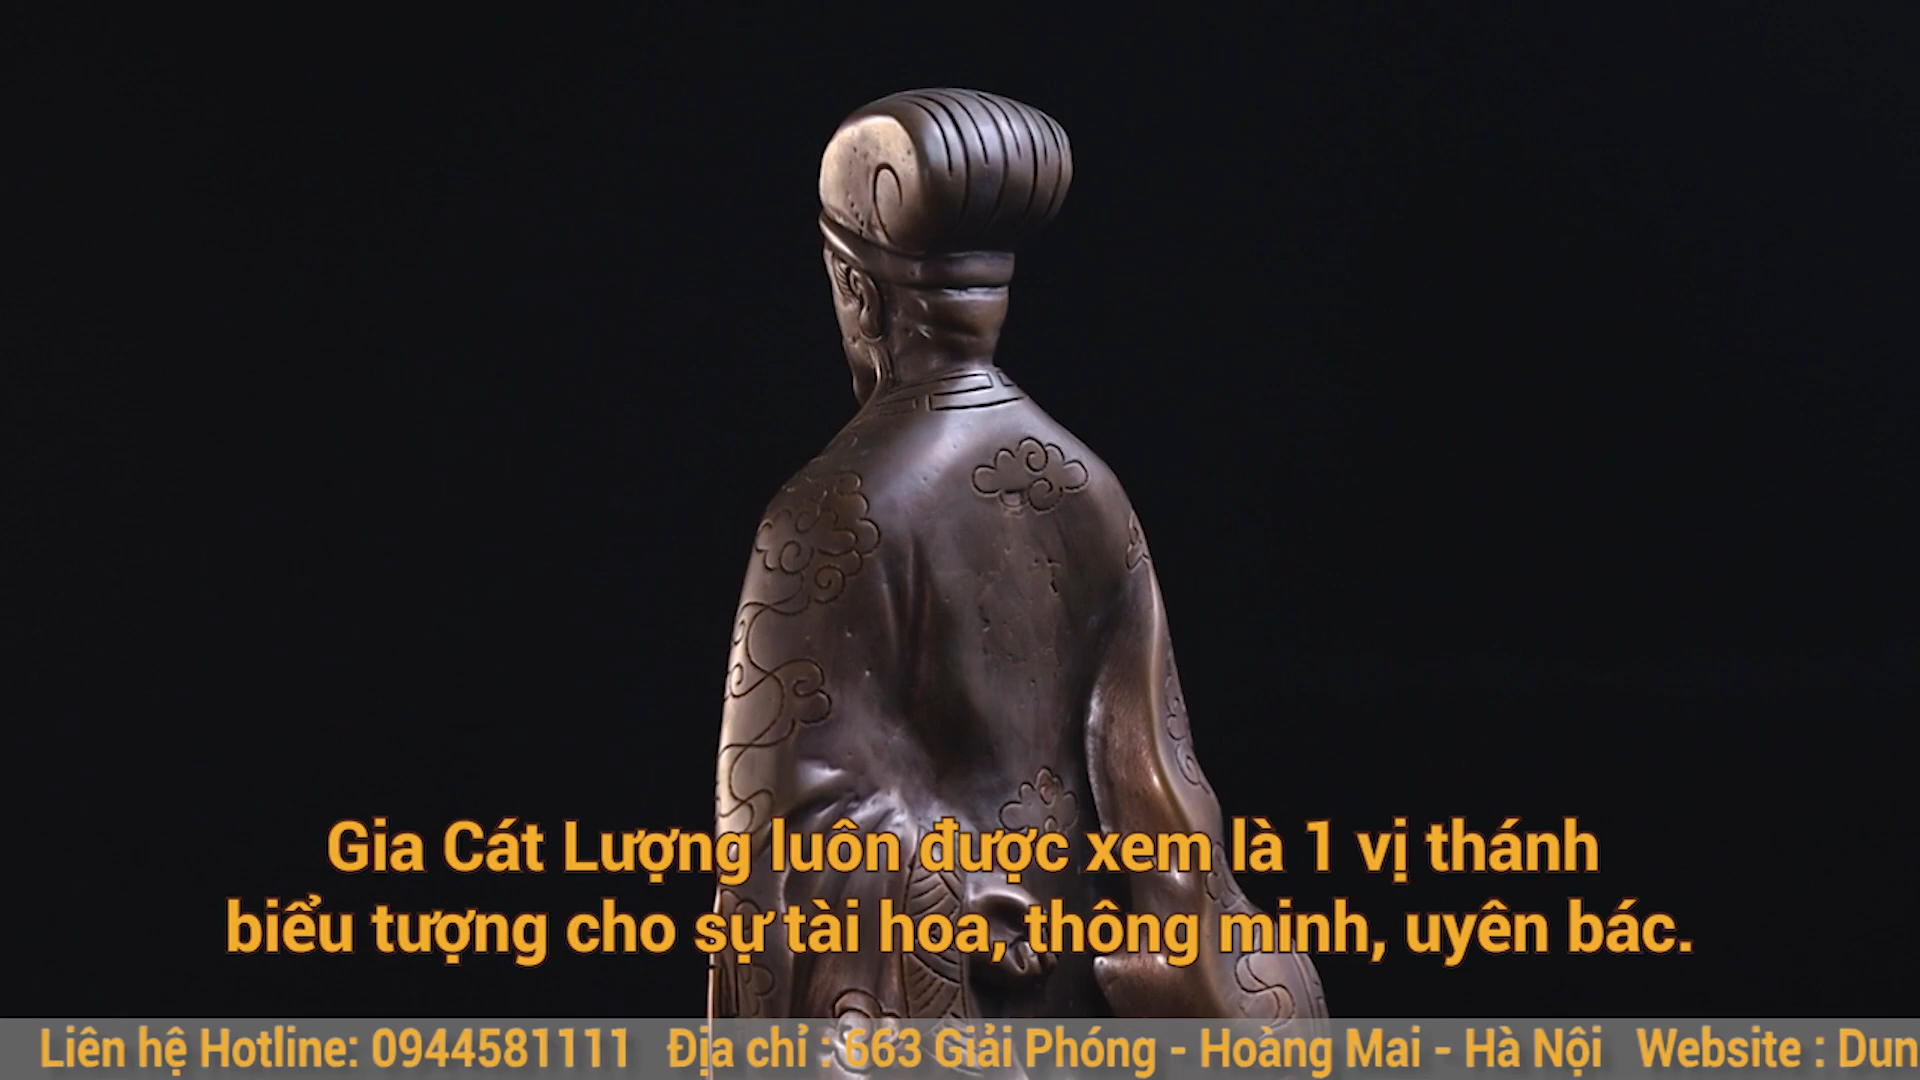 Gia Cát Lượng luôn được xem là 1 vị thánh
biểu tượng cho sự tài hoa, thông minh, uyên bác.
Liên hệ Hotline: 0944581111 Địa chỉ : 663 Giải Phóng - Hoảng Mai - Hà Nội Website : Dun